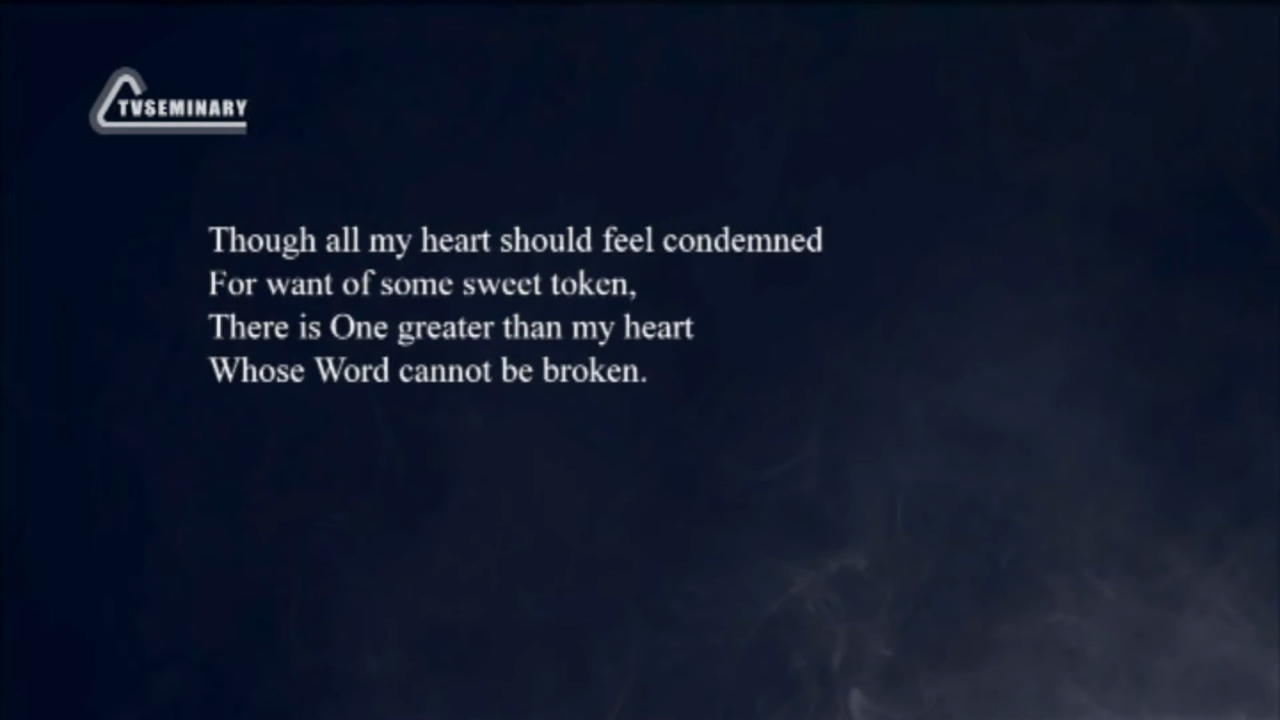 TVSEMINARY
Though all my heart should feel condemned
For want of some sweet token,
There is One greater than my heart
Whose Word cannot be broken.